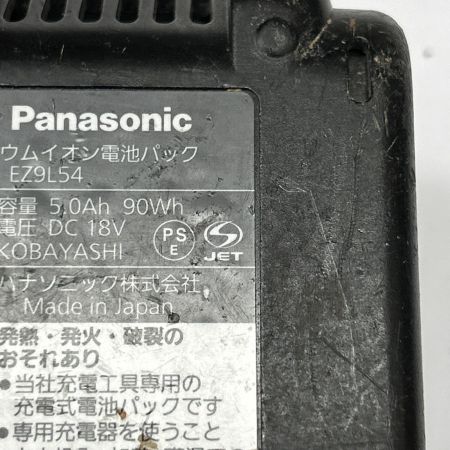 Panasonic
ウムイオン電池パック
EZ9L54
容量 5.0Ah 90Wh
電圧 DC 18V
KOBAYASHI
PS
E
S
JET
パナソニック株式会社
Made in Japan
発熱・発火・破裂の
おそれあり
●当社充電工具専用の
充電式電池パックです
●専用充電器を使うこと